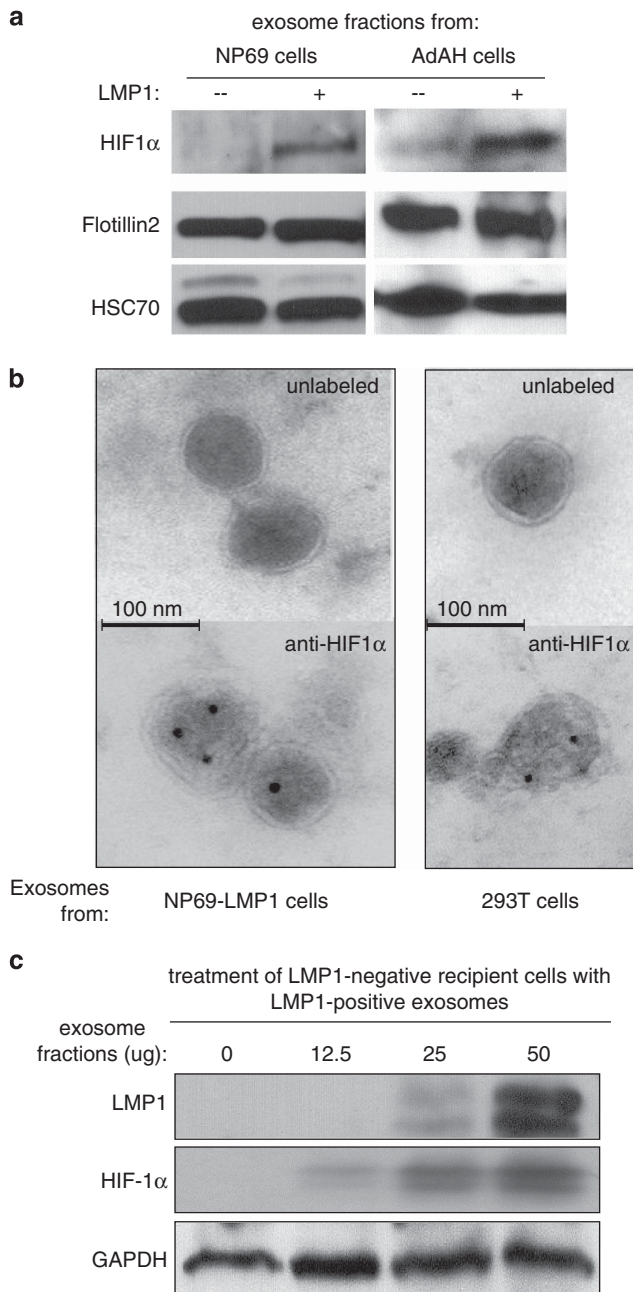 a
exosome fractions from:
NP69 cells AdAH cells
LMP1: -- + -- +
HIF1α
Flotillin2
HSC70
b
unlabeled unlabeled
100 nm 100 nm
anti-HIF1α anti-HIF1α
Exosomes
from: NP69-LMP1 cells 293T cells
c
treatment of LMP1-negative recipient cells with
LMP1-positive exosomes
exosome
fractions (ug): 0 12.5 25 50
LMP1
HIF-1α
GAPDH